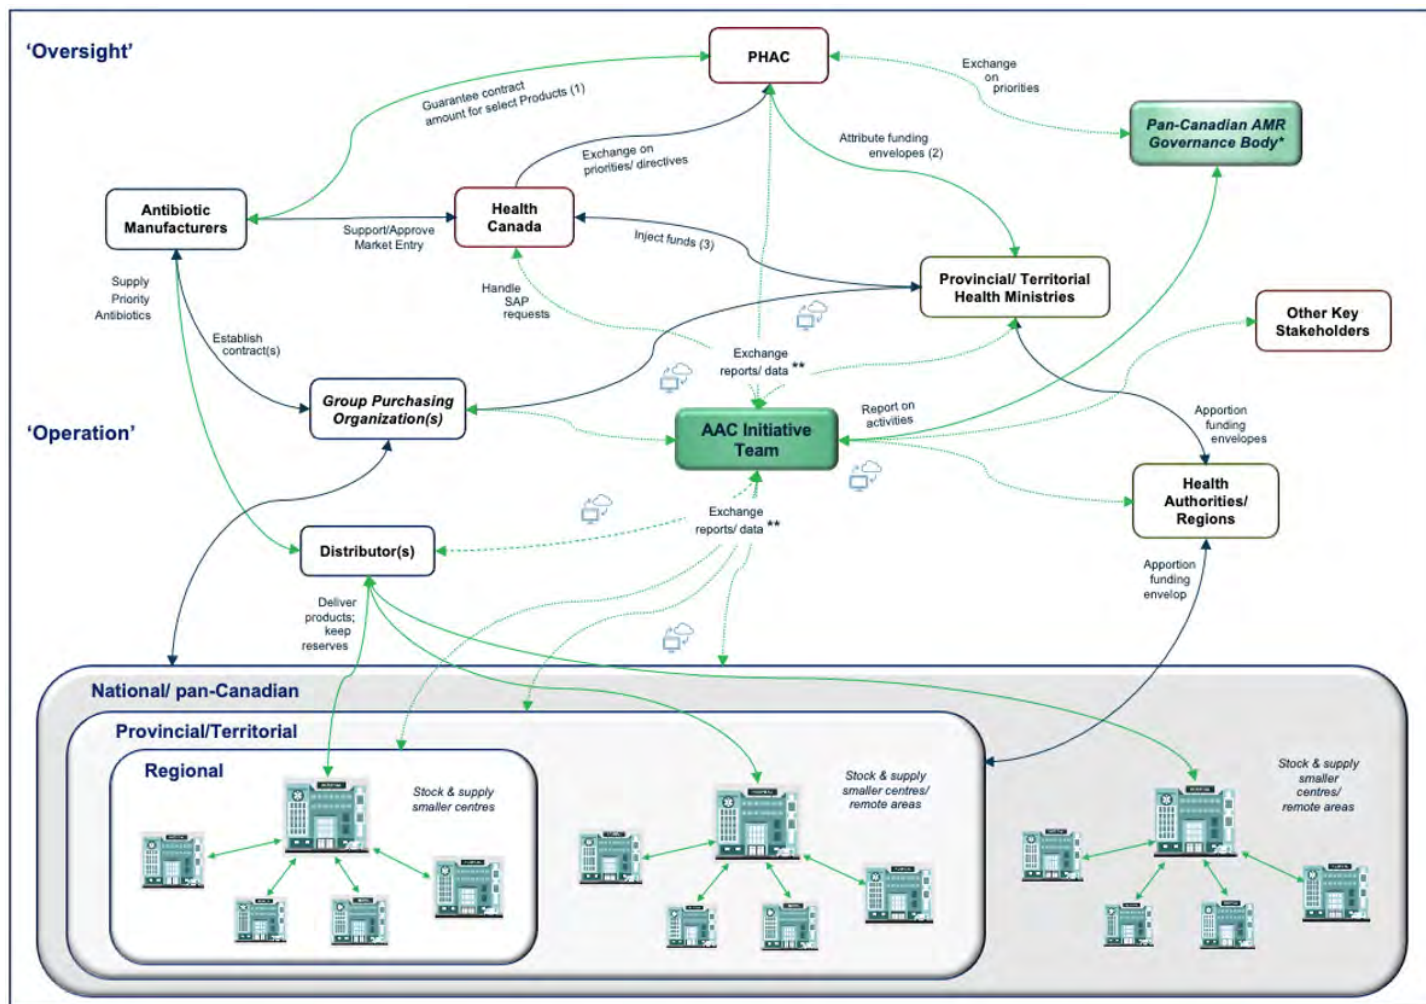 'Oversight'
PHAC
Exchange
on
priorities
Guarantee contract
amount for select Products (1)
Pan-Canadian AMR
Governance Body*
Attribute funding
envelopes (2)
Exchange on
priorities/ directives
Antibiotic
Manufacturers
Health
Canada
Support/Approve
Market Entry
Inject funds (3)
Provincial/ Territorial
Health Ministries
Supply
Priority
Antibiotics
Handle
SAP
requests
Other Key
Stakeholders
Establish
contract(s)
Exchange
reports/ data **
Group Purchasing
Organization(s)
'Operation'
AAC Initiative
Team
Report on
activities
Apportion
funding
envelopes
Health
Authorities/
Regions
Exchange
reports/ data **
Distributor(s)
Apportion
funding
envelop
Deliver
products;
keep
reserves
National/ pan-Canadian
Provincial/Territorial
Regional
Stock & supply
smaller centres
Stock & supply
smaller centres/
remote areas
Stock & supply
smaller
centres/
remote areas